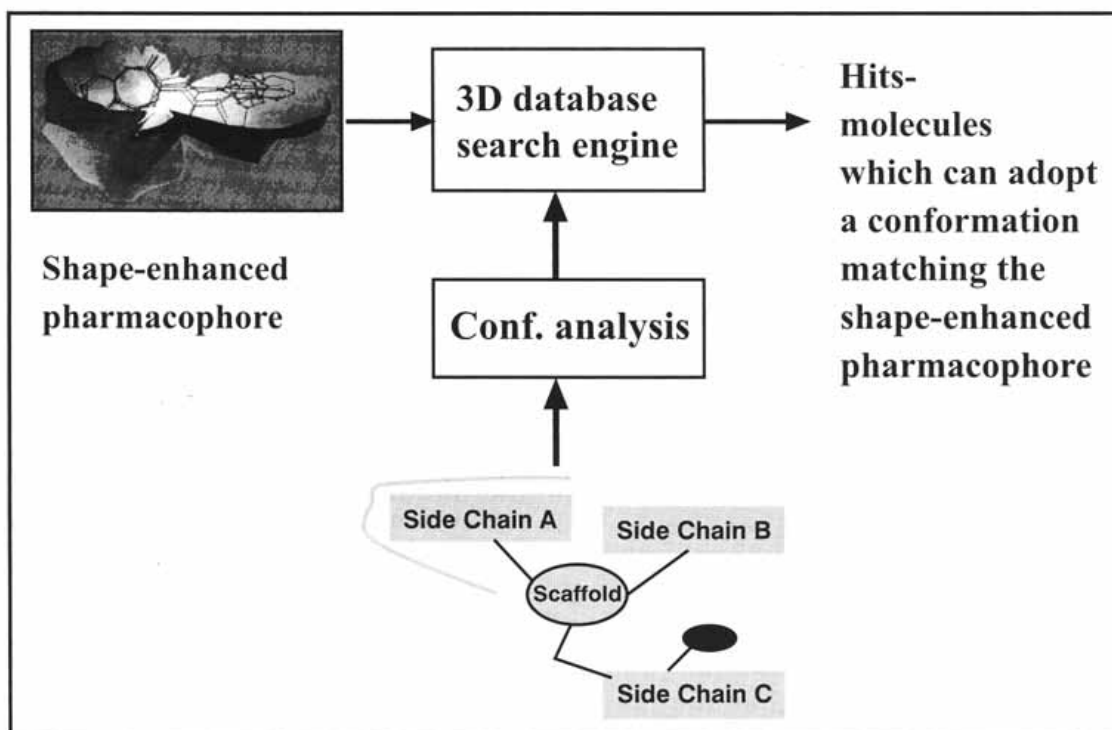 3D database
search engine
Hits-
molecules
which can adopt
a conformation
matching the
shape-enhanced
pharmacophore
Shape-enhanced
pharmacophore
Conf. analysis
Side Chain A
Side Chain B
Scaffold
Side Chain C